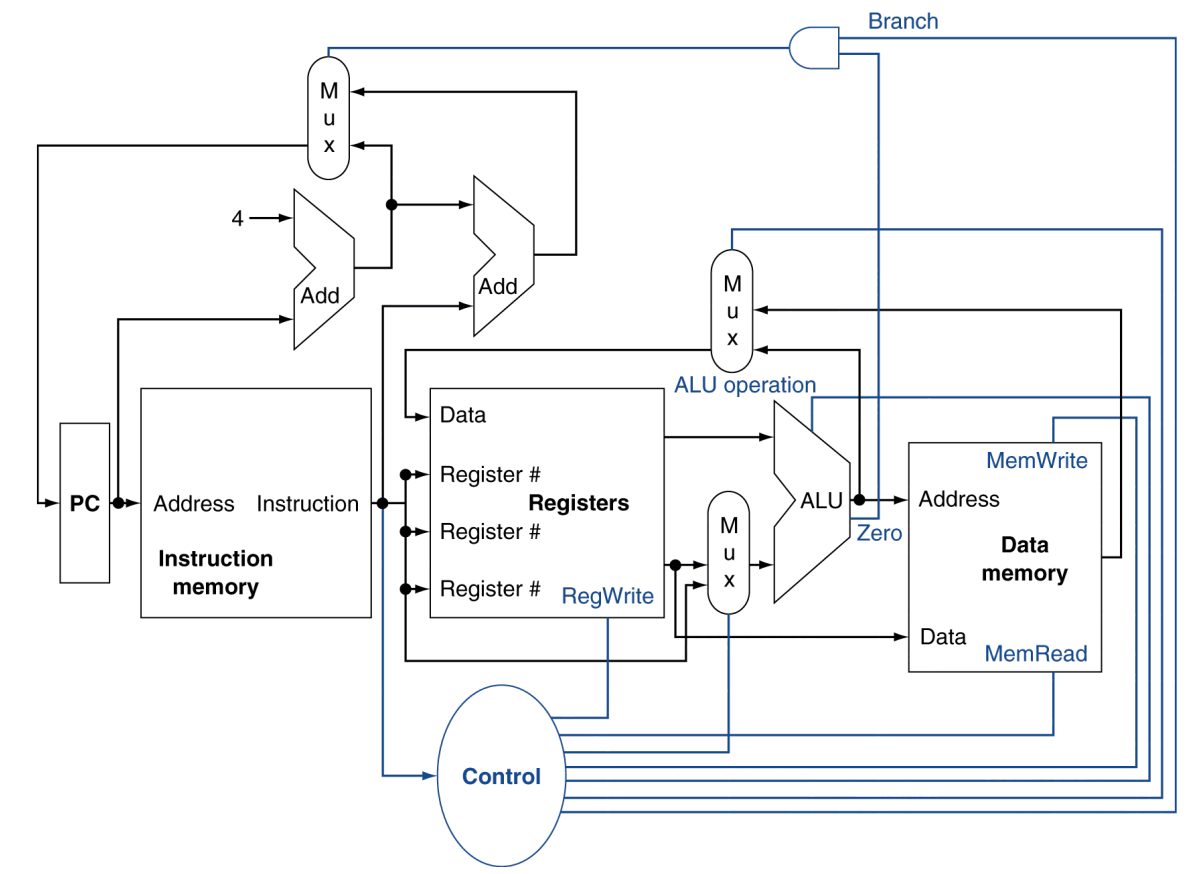 Branch
M
u
x
4
Add
Add
M
u
x
ALU operation
Data
Register #
Registers
Register #
Register #
RegWrite
PC
Address
Instruction
Instruction
memory
M
u
x
ALU
Zero
MemWrite
Address
Data
memory
Data
MemRead
Control